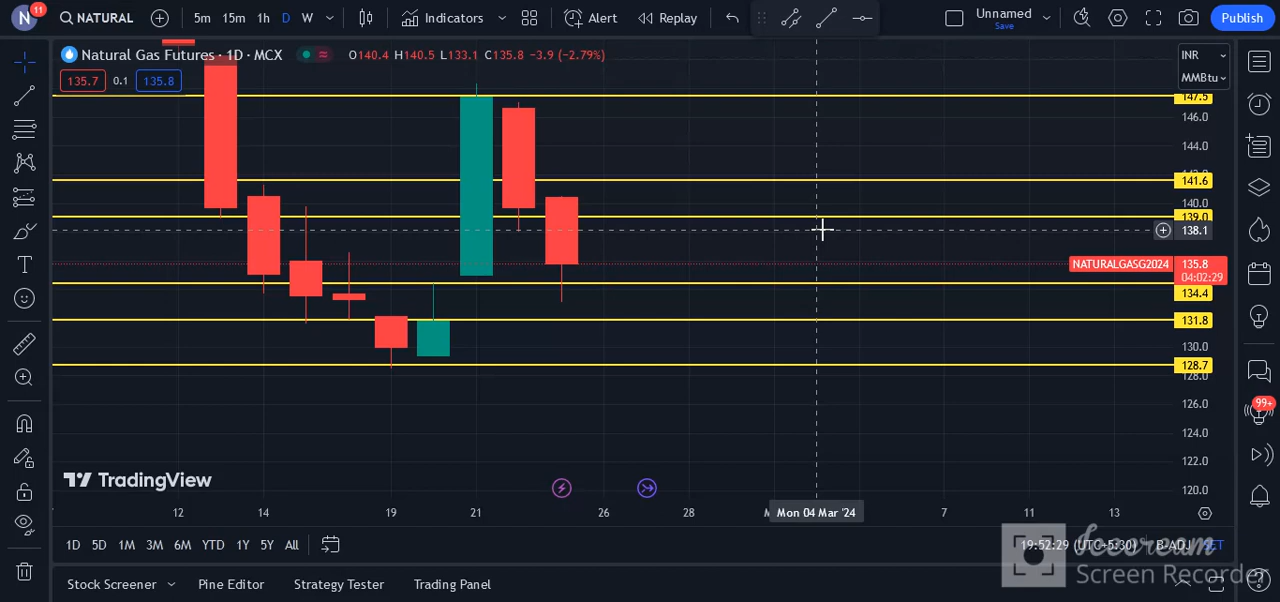 N 11 NATURAL 5m 15m 1h D W Indicators Alert Replay Unnamed Save Publish
Natural Gas Futures · 1D · MCX O140.4 H140.5 L133.1 C135.8 -3.9 (-2.79%) INR
135.7 0.1 135.8 MMBtu
147.5
146.0
144.0
141.6
140.0
139.0
138.1
NATURALGASG2024 135.8
04:02:29
134.4
131.8
130.0
128.7
128.0
126.0
99+
124.0
122.0
TradingView
120.0
12 14 19 21 26 28 Mon 04 Mar '24 7 11 13
1D 5D 1M 3M 6M YTD 1Y 5Y All 19:52:29 (UTC+5:30) B-ADJ SET
Screen Recorder
Stock Screener Pine Editor Strategy Tester Trading Panel